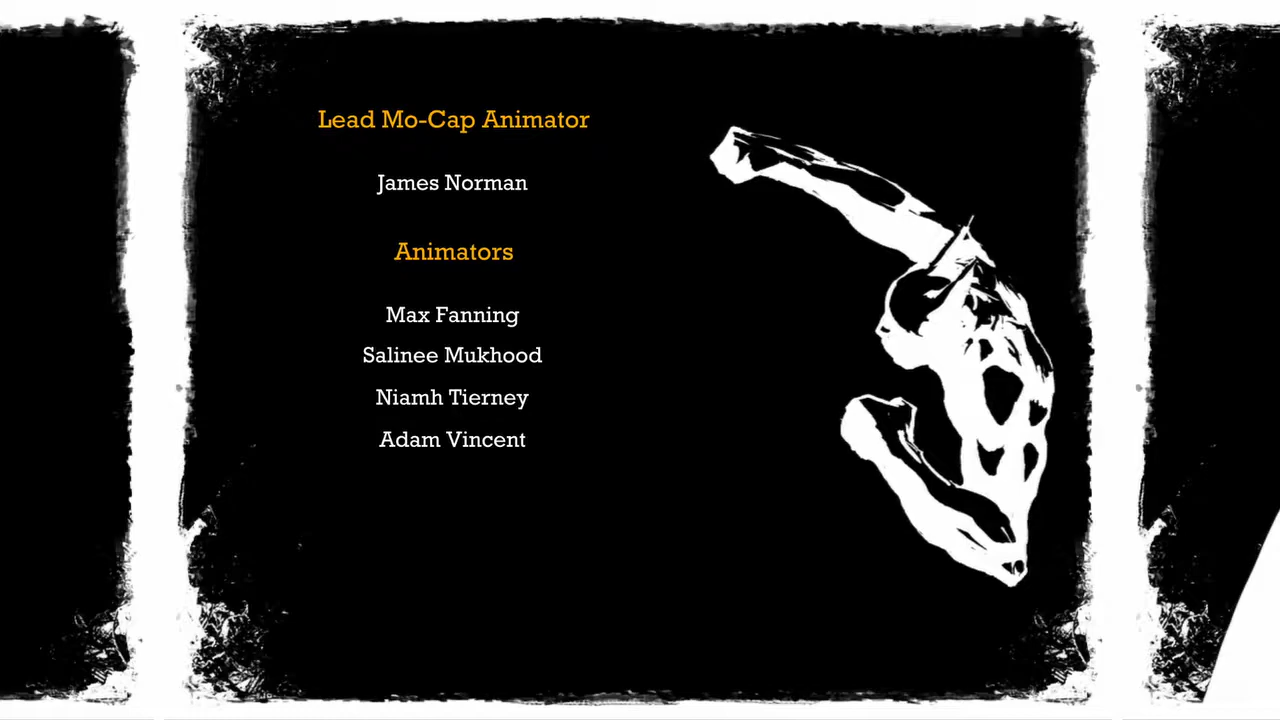 Lead Mo-Cap Animator
James Norman
Animators
Max Fanning
Salinee Mukhood
Niamh Tierney
Adam Vincent